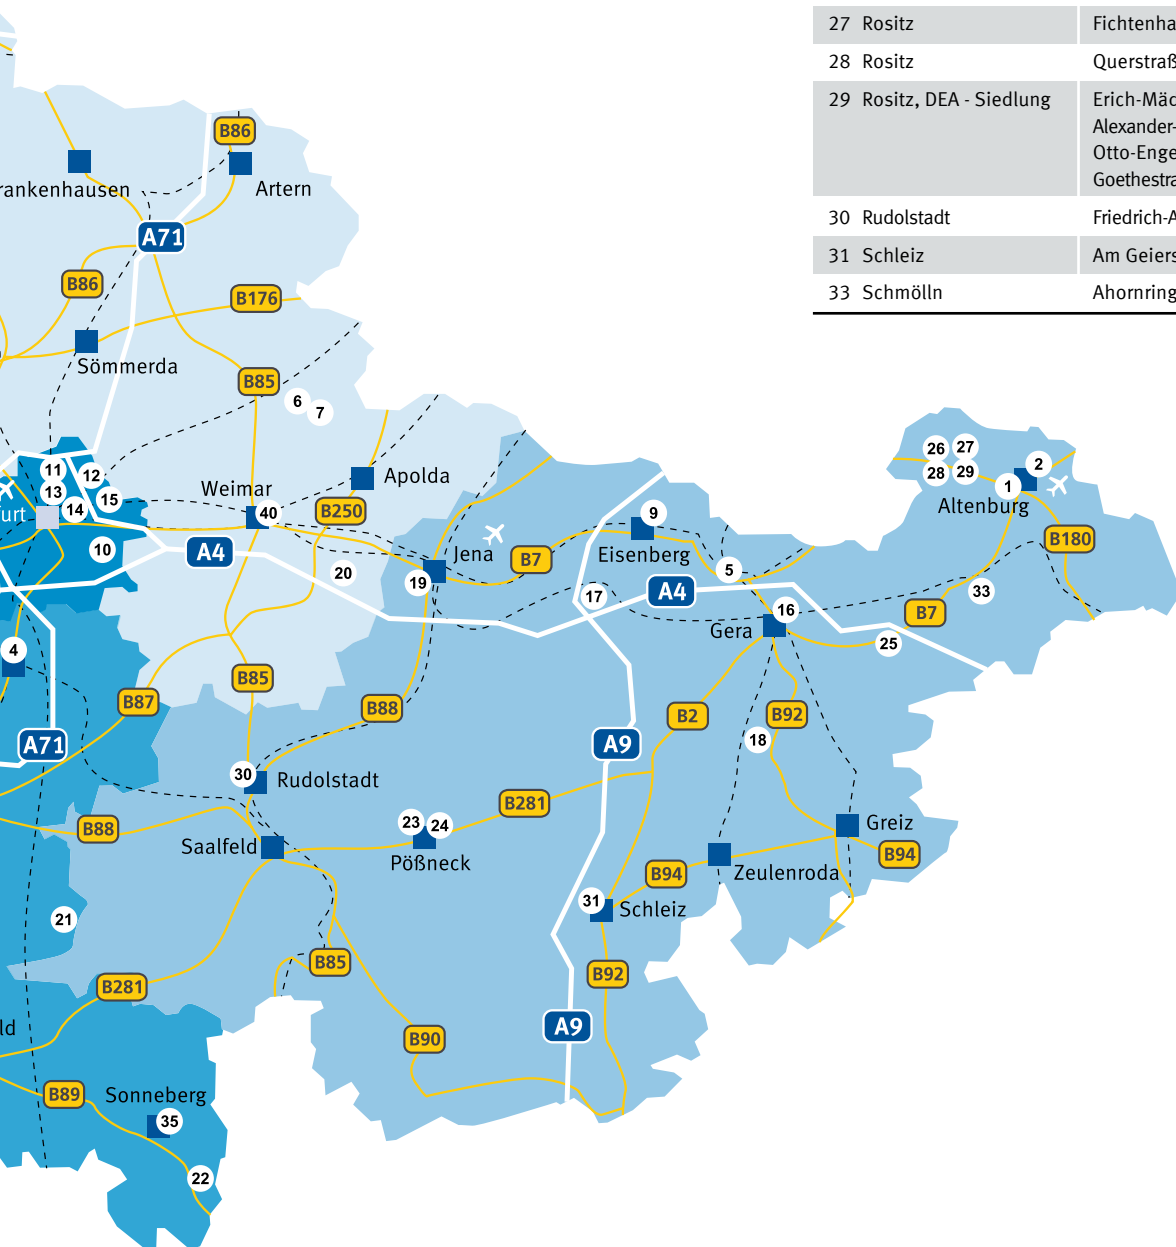 27 Rositz Fichtenha
28 Rositz Querstraß
29 Rositz, DEA - Siedlung Erich-Mäc
Alexander-
Otto-Enge
Goethestra
30 Rudolstadt Friedrich-A
31 Schleiz Am Geiers
33 Schmölln Ahornring
B86
rankenhausen
Artern
A71
B86
B176
Sömmerda
B85
6
7
26
27
11
12
28
29
2
13
15
Weimar
Apolda
1
14
urt
40
B250
9
Altenburg
10
A4
Jena
B7
Eisenberg
B180
20
19
5
17
A4
33
16
B7
Gera
25
4
B85
B87
B88
B2
B92
A71
A9
18
30
Rudolstadt
B281
23
24
B88
Greiz
Saalfeld
Pößneck
B94
B94
Zeulenroda
31
Schleiz
21
B85
B92
B281
ld
A9
B90
B89
Sonneberg
35
22